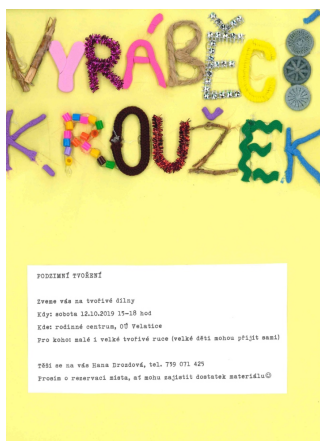 VYRÁBĚCÍ
KROUŽEK
PODZIMNÍ TVOŘENÍ
Zveme vás na tvořivé dílny
Kdy: sobota 12.10.2019 15-18 hod
Kde: rodinné centrum, OÚ Velatice
Pro koho: malé i velké tvořivé ruce (velké děti mohou přijít sami)
Těší se na vás Hana Drozdová, tel. 739 071 425
Prosím o reservaci místa, ať mohu zajistit dostatek materiálu☺